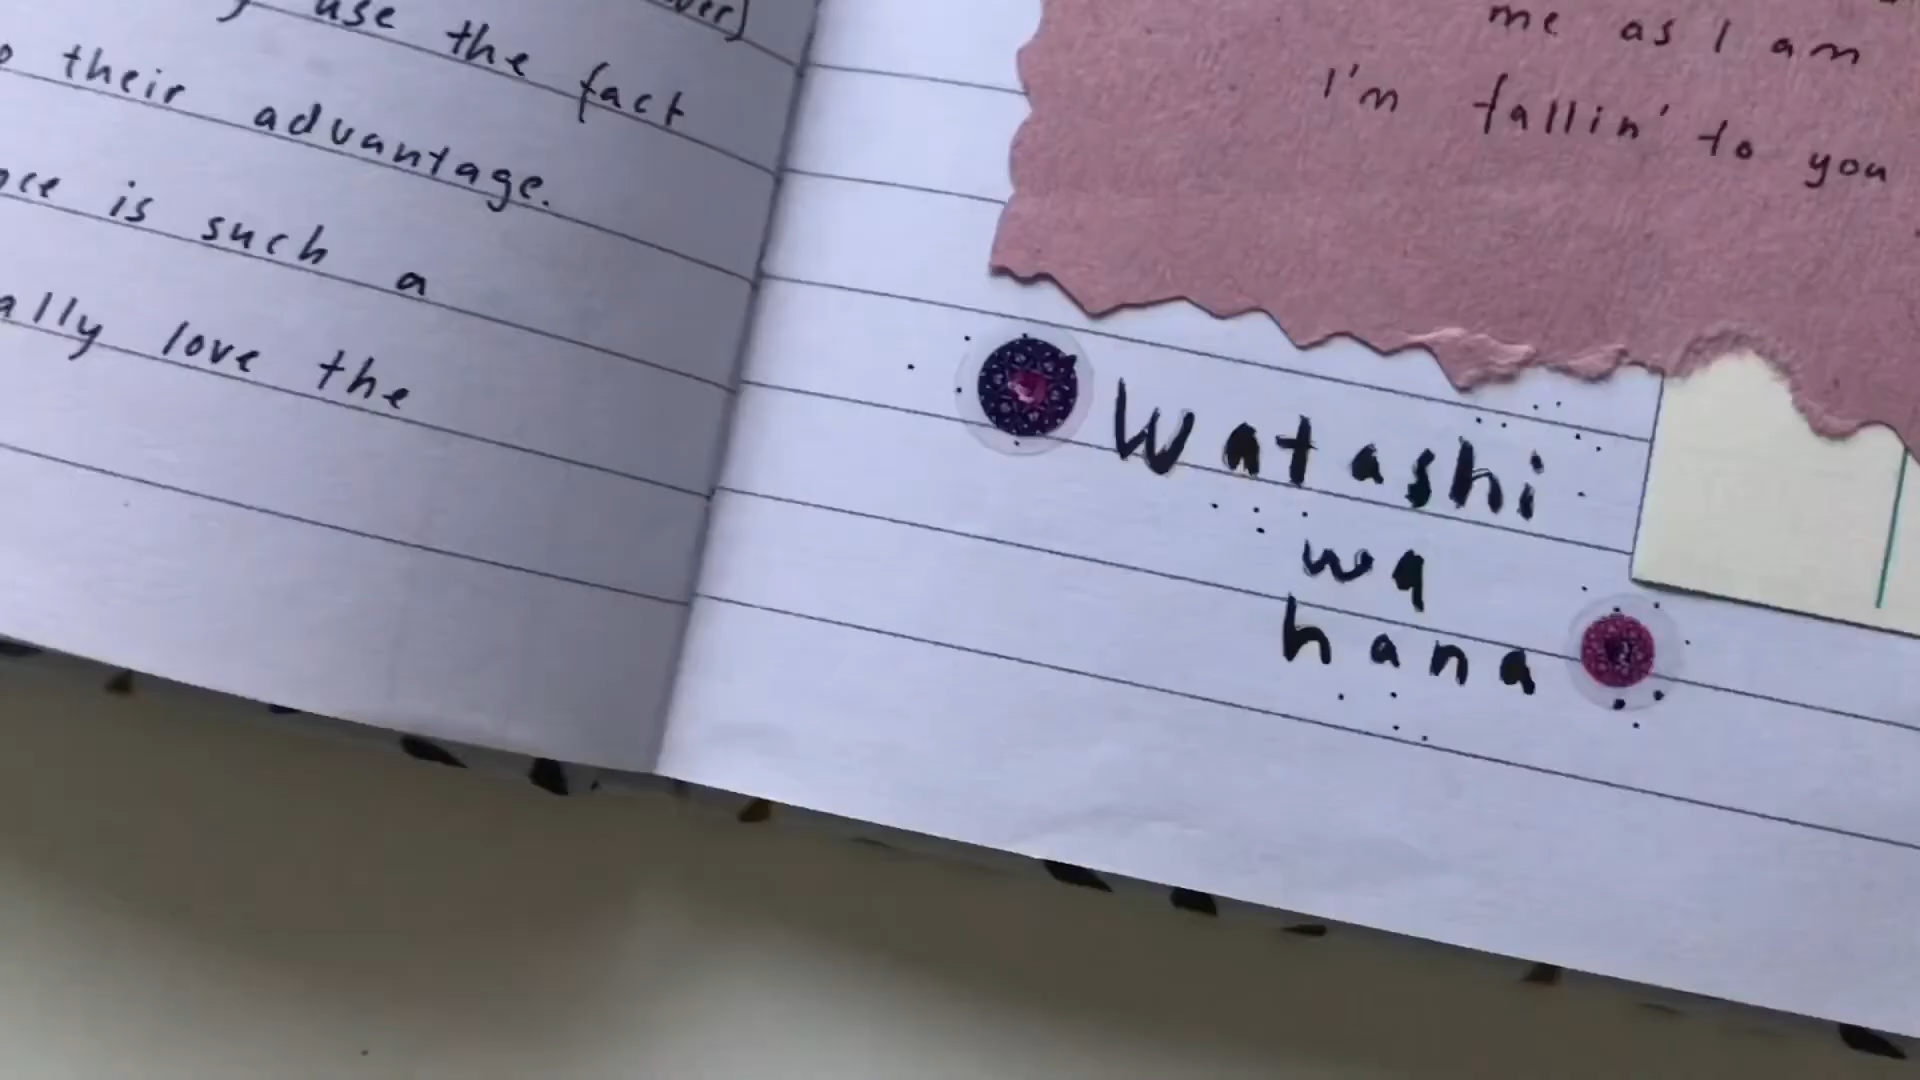 use the fact
their advantage.
is such a
love the
me as I am
I'm fallin' to you
Watashi
wa
hana